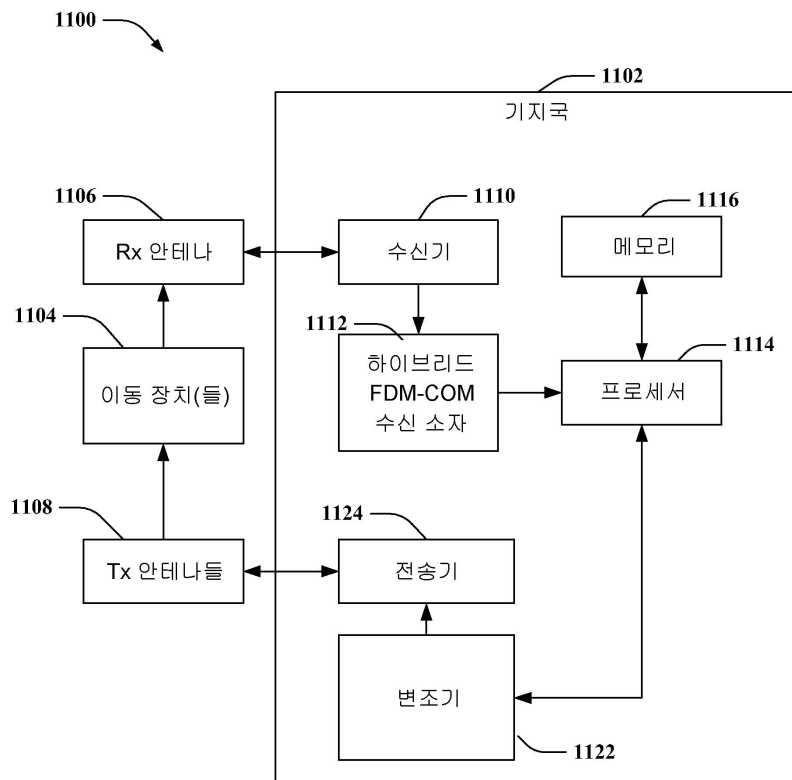 1100
1102
기지국
1106
1110
1116
Rx 안테나
수신기
메모리
1104
1112
1114
이동 장치(들)
하이브리드
FDM-COM
수신 소자
프로세서
1108
1124
Tx 안테나들
전송기
변조기
1122